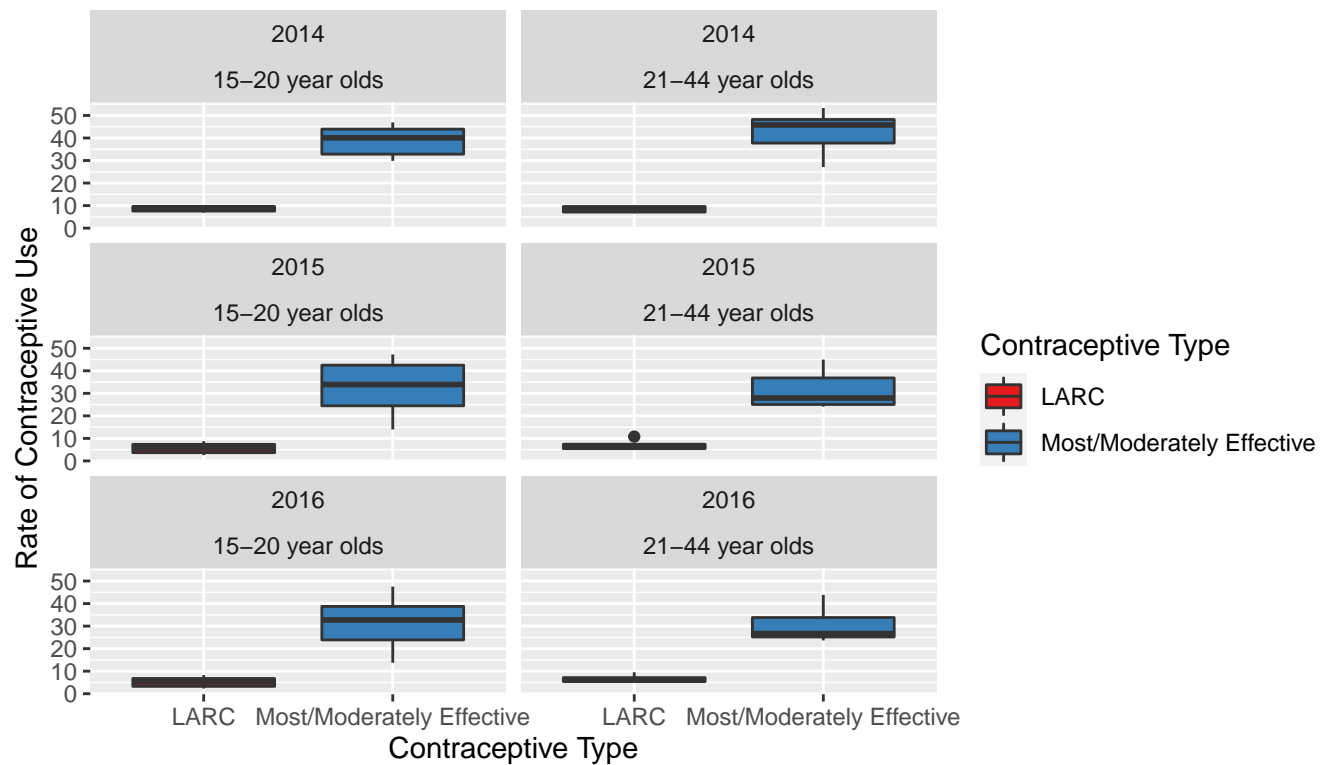 2014
15−20 year olds
2014
21−44 year olds
50
40
30
20
10
0
2015
15−20 year olds
2015
21−44 year olds
50
40
30
20
10
0
2016
15−20 year olds
2016
21−44 year olds
50
40
30
20
10
0
LARC
Most/Moderately Effective
LARC
Most/Moderately Effective
Contraceptive Type
Rate of Contraceptive Use
Contraceptive Type
LARC
Most/Moderately Effective